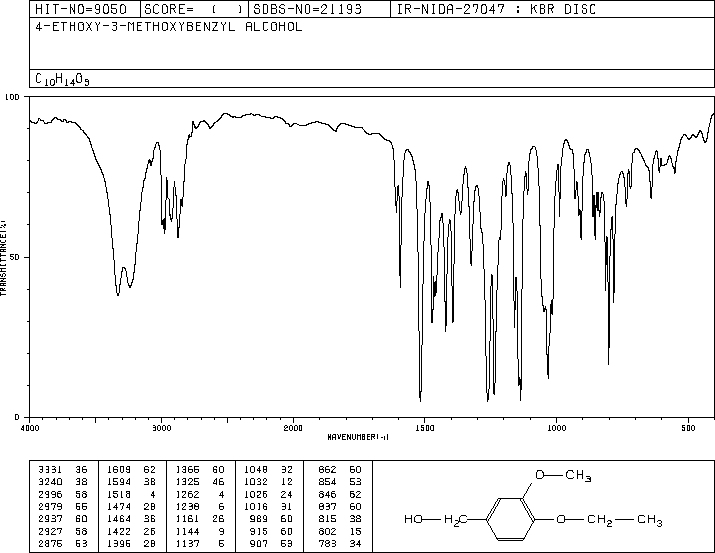 HIT-NO=9050 SCORE= ( ) SDBS-NO=21193 IR-NIDA-27047 : KBR DISC
4-ETHOXY-3-METHOXYBENZYL ALCOHOL
C10H14O3
100
50
0
TRANSMITTANCE(%)
4000 3000 2000 1500 1000 500
WAVENUMBER(-1)
3331 36 1609 62 1366 60 1048 32 862 60
3240 38 1594 38 1325 46 1032 12 854 53
2996 58 1518 4 1262 4 1026 24 846 62
2979 55 1474 28 1238 6 1016 31 837 60
2937 60 1464 36 1161 26 989 60 815 38
2927 58 1422 25 1144 9 915 60 802 15
2875 53 1395 28 1137 5 907 53 783 34
O CH3
HO H2C O C H2 CH3